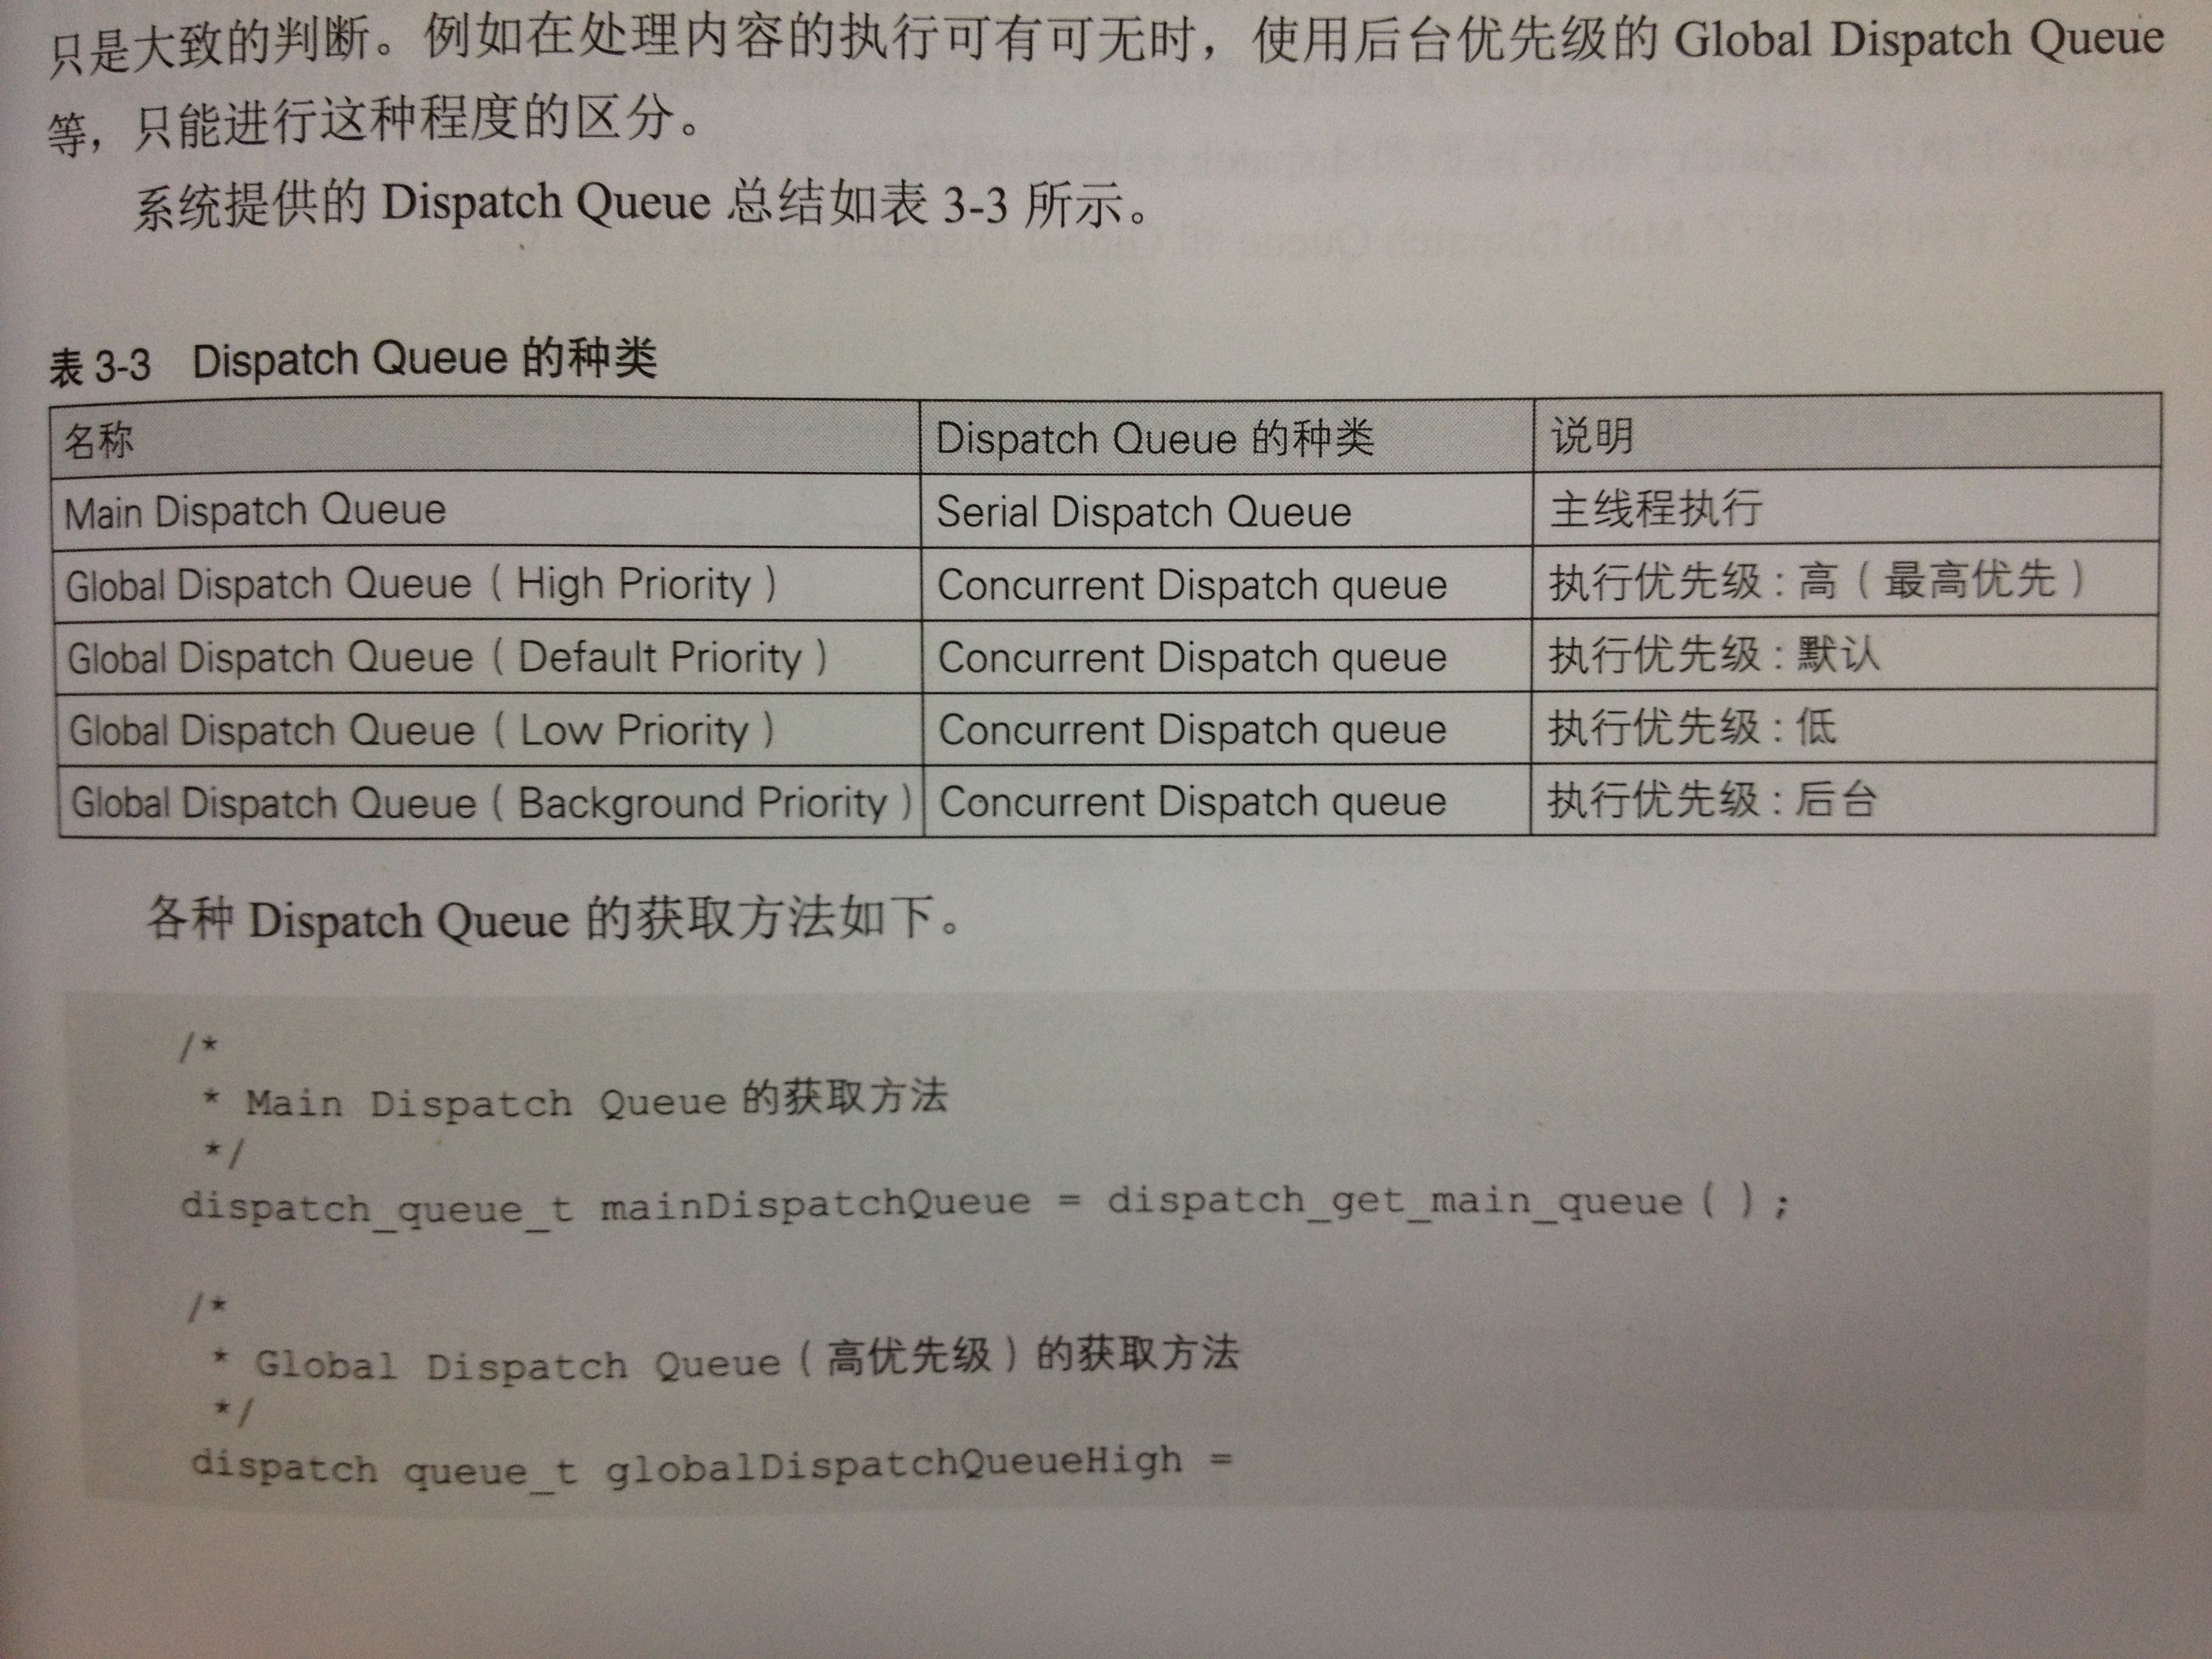 只是大致的判断。例如在处理内容的执行可有可无时，使用后台优先级的 Global Dispatch Queue
等，只能进行这种程度的区分。
系统提供的 Dispatch Queue 总结如表 3-3 所示。
表 3-3 Dispatch Queue 的种类
名称 Dispatch Queue 的种类 说明
Main Dispatch Queue Serial Dispatch Queue 主线程执行
Global Dispatch Queue（High Priority） Concurrent Dispatch queue 执行优先级：高（最高优先）
Global Dispatch Queue（Default Priority） Concurrent Dispatch queue 执行优先级：默认
Global Dispatch Queue（Low Priority） Concurrent Dispatch queue 执行优先级：低
Global Dispatch Queue（Background Priority） Concurrent Dispatch queue 执行优先级：后台
各种 Dispatch Queue 的获取方法如下。
/*
* Main Dispatch Queue 的获取方法
*/
dispatch_queue_t mainDispatchQueue = dispatch_get_main_queue();
/*
* Global Dispatch Queue（高优先级）的获取方法
*/
dispatch queue_t globalDispatchQueueHigh =